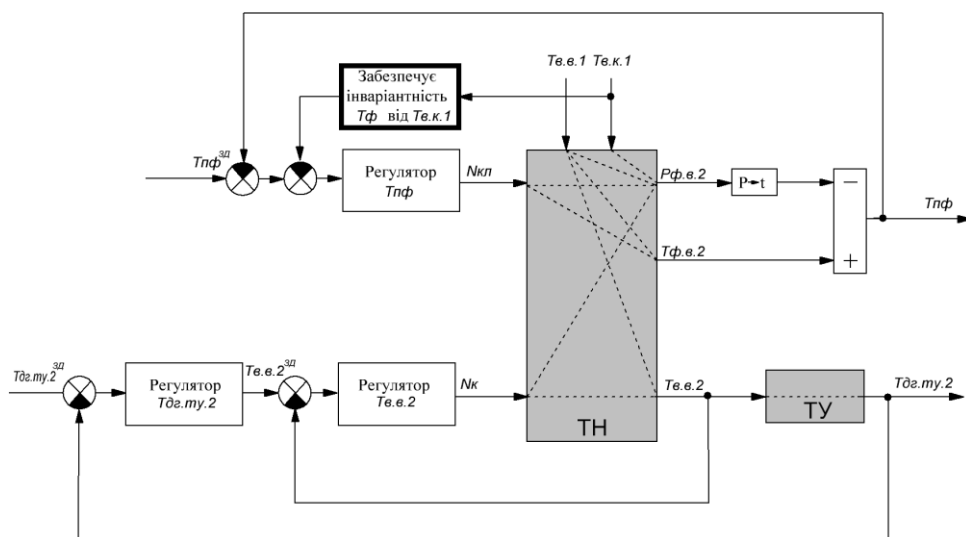 Тв.в.1 Тв.к.1
Забезпечує
інваріантність
Тф від Тв.к.1
Тпф зд
Регулятор
Тпф
Nкп
Рф.в.2
P→t
−
Тпф
Тф.в.2
+
Тдг.ту.2 зд
Регулятор
Тдг.ту.2
Тв.в.2 зд
Регулятор
Тв.в.2
Nк
Тв.в.2
ТН
ТУ
Тдг.ту.2